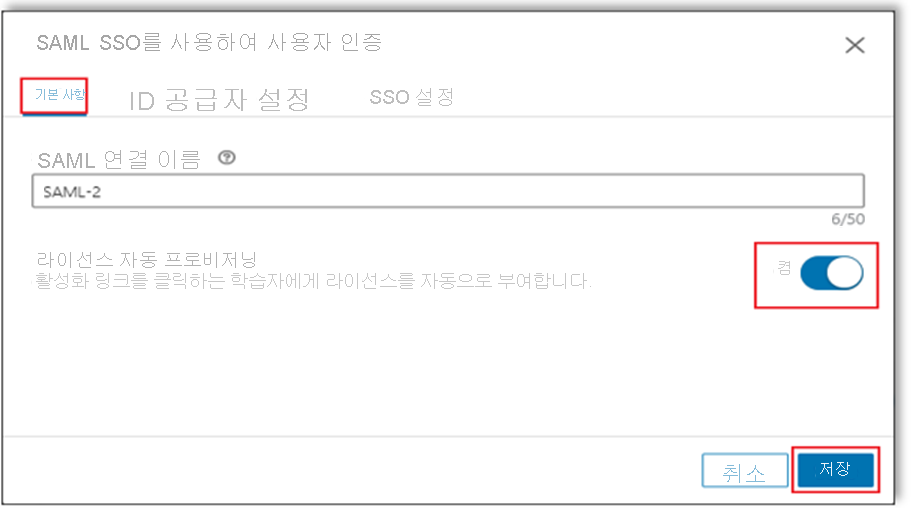 SAML SSO를 사용하여 사용자 인증
기본 사항 ID 공급자 설정 SSO 설정
SAML 연결 이름
SAML-2
6/50
라이선스 자동 프로비저닝
활성화 링크를 클릭하는 학습자에게 라이선스를 자동으로 부여합니다.
켬
취소 저장